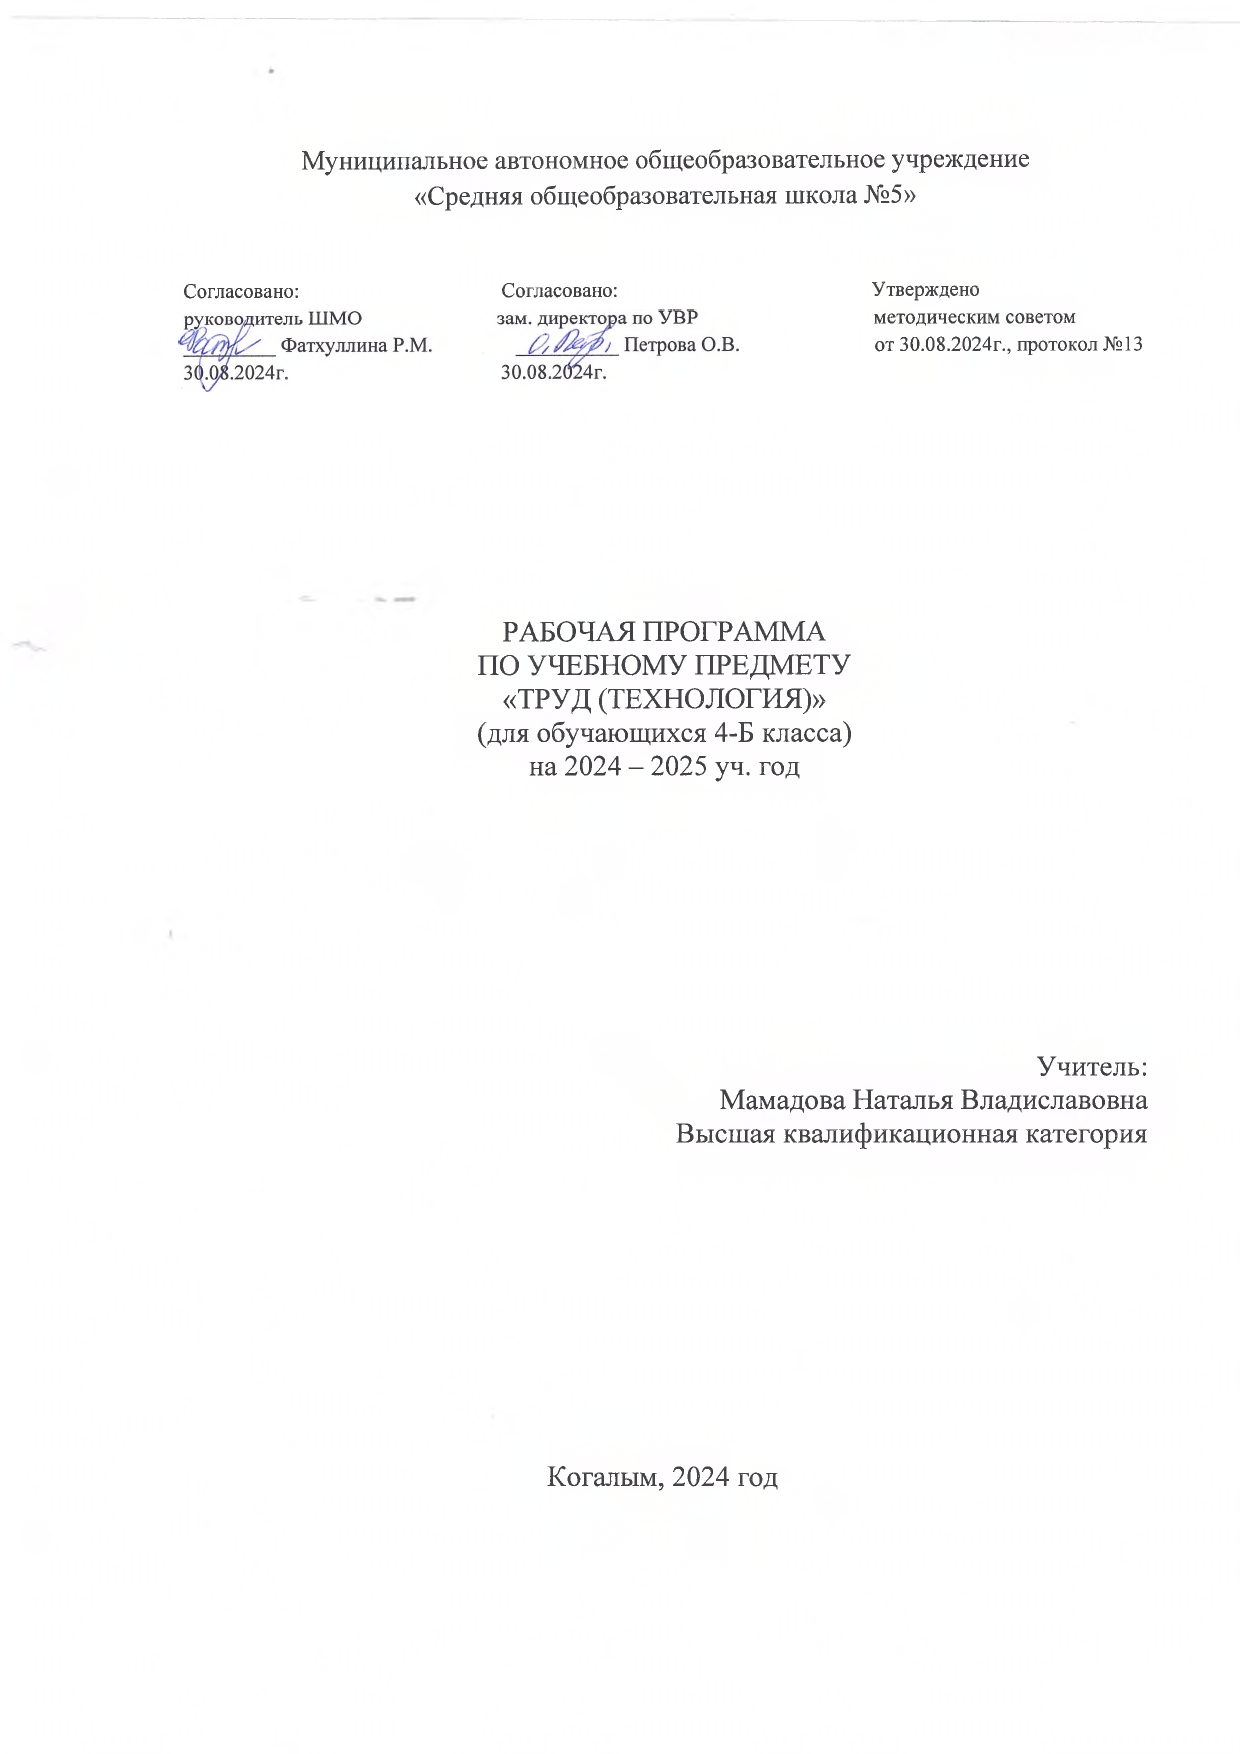 Муниципальное автономное общеобразовательное учреждение
«Средняя общеобразовательная школа №5»
Согласовано:
руководитель ШМО
__________ Фатхуллина Р.М.
30.08.2024г.
Согласовано:
зам. директора по УВР
__________ Петрова О.В.
30.08.2024г.
Утверждено
методическим советом
от 30.08.2024г., протокол №13
РАБОЧАЯ ПРОГРАММА
ПО УЧЕБНОМУ ПРЕДМЕТУ
«ТРУД (ТЕХНОЛОГИЯ)»
(для обучающихся 4-Б класса)
на 2024 – 2025 уч. год
Учитель:
Мамадова Наталья Владиславовна
Высшая квалификационная категория
Когалым, 2024 год